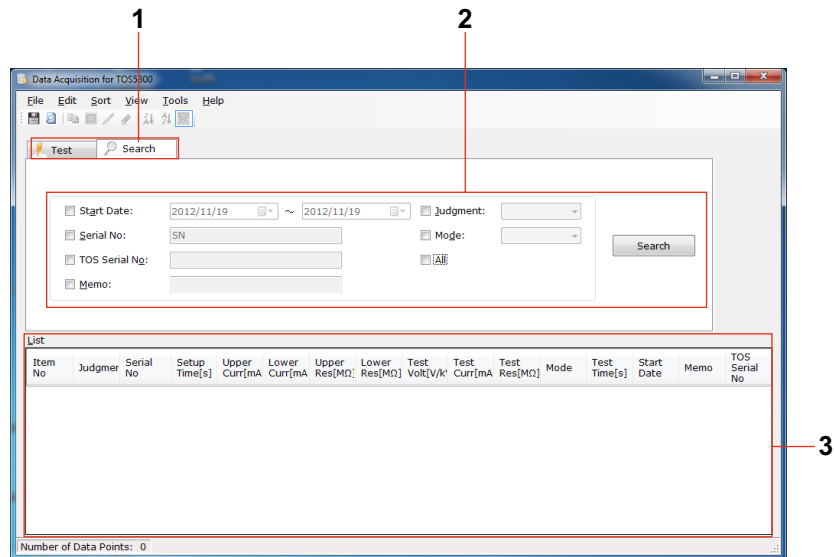 1 2
Data Acquisition for TOS5300
File Edit Sort View Tools Help
Test Search
Start Date: 2012/11/19 ~ 2012/11/19 Judgment:
Serial No: SN Mode:
Search
TOS Serial No: All
Memo:
List
Item No Judgmer Serial No Setup Time[s] Upper Curr[mA Lower Curr[mA Upper Res[MΩ] Lower Res[MΩ] Test Volt[V/k\ Test Curr[mA Test Res[MΩ] Mode Test Time[s] Start Date Memo TOS Serial No
3
Number of Data Points: 0